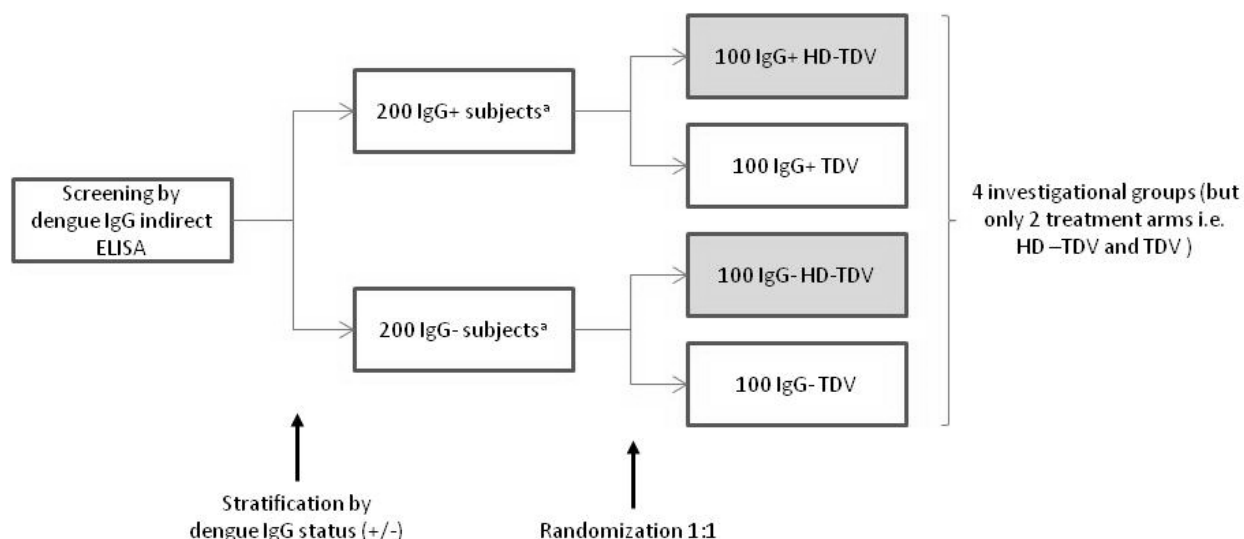 Screening by
dengue IgG indirect
ELISA
200 IgG+ subjectsª
200 IgG- subjectsª
100 IgG+ HD-TDV
100 IgG+ TDV
100 IgG- HD-TDV
100 IgG- TDV
4 investigational groups (but
only 2 treatment arms i.e.
HD –TDV and TDV )
Stratification by
dengue IgG status (+/-)
Randomization 1:1